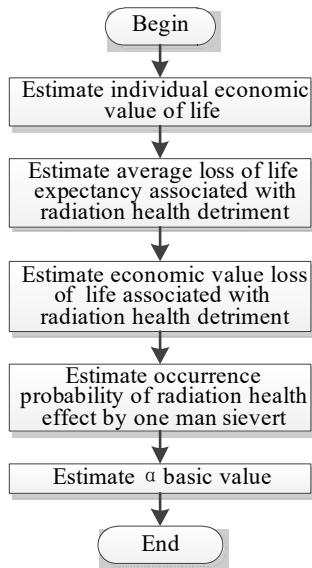 Begin
Estimate individual economic
value of life
Estimate average loss of life
expectancy associated with
radiation health detriment
Estimate economic value loss
of life associated with
radiation health detriment
Estimate occurrence
probability of radiation health
effect by one man sievert
Estimate α basic value
End